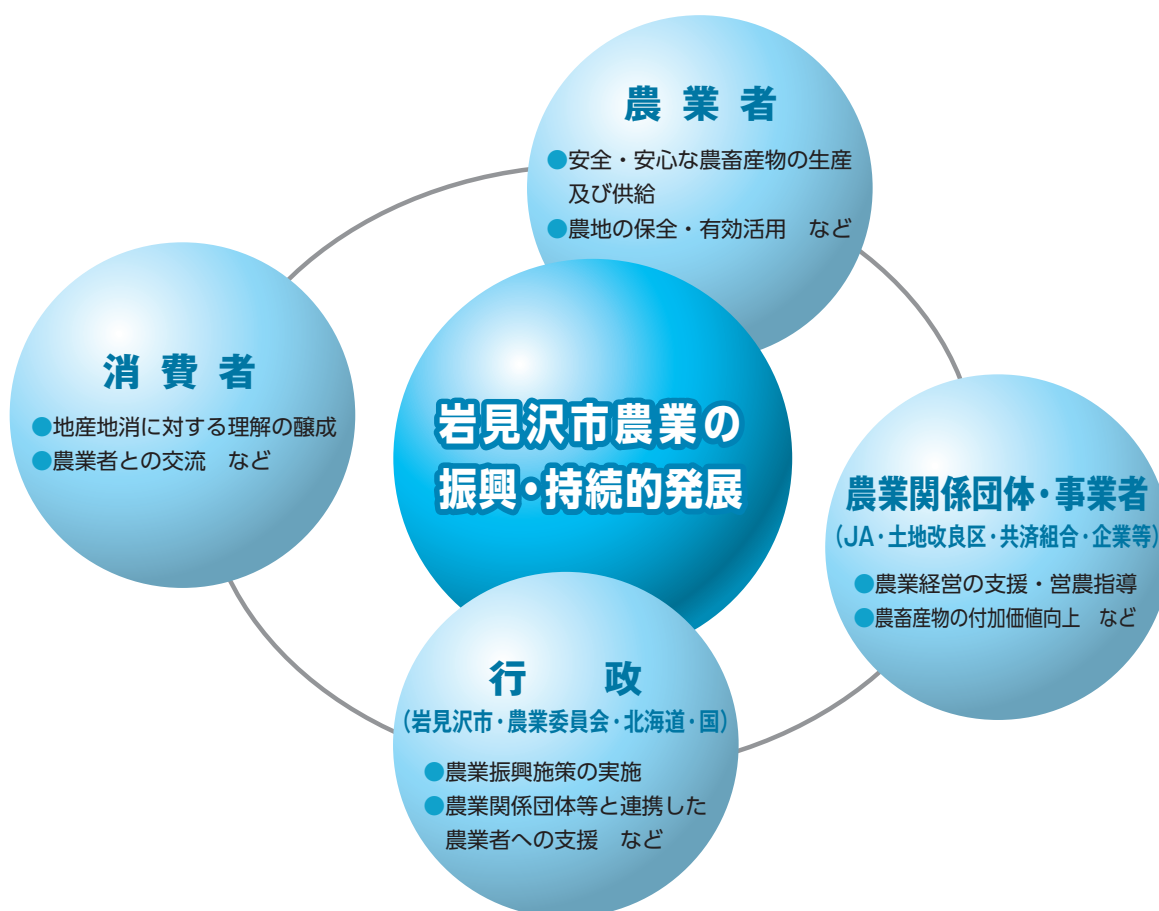 農業者
●安全・安心な農畜産物の生産
及び供給
●農地の保全・有効活用　など
消費者
●地産地消に対する理解の醸成
●農業者との交流　など
岩見沢市農業の
振興・持続的発展
農業関係団体・事業者
（JA・土地改良区・共済組合・企業等）
●農業経営の支援・営農指導
●農畜産物の付加価値向上　など
行　政
（岩見沢市・農業委員会・北海道・国）
●農業振興施策の実施
●農業関係団体等と連携した
農業者への支援　など